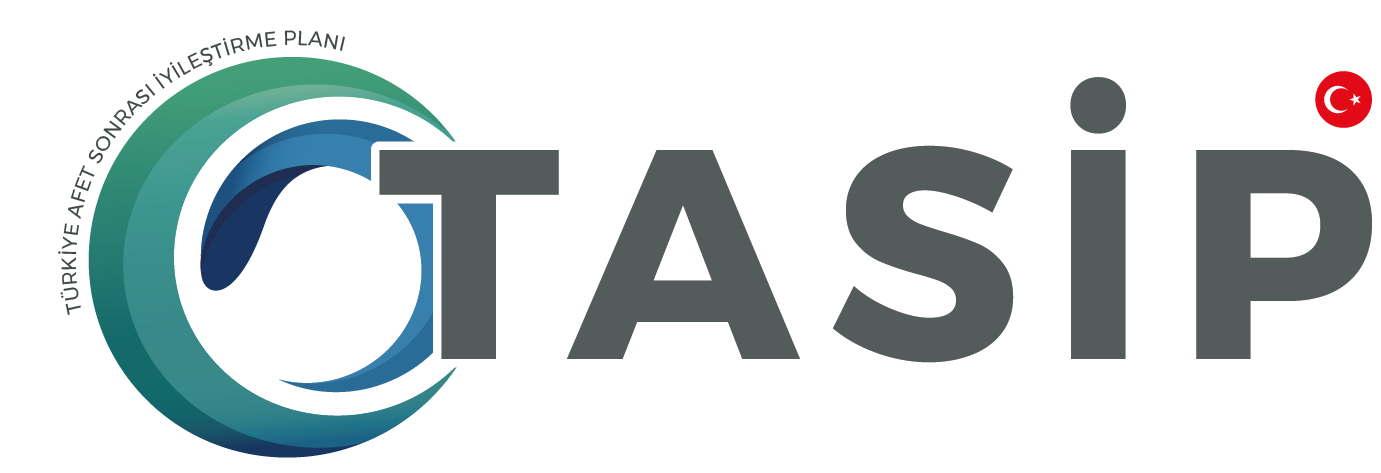 TÜRKİYE AFET SONRASI İYİLEŞTİRME PLANI
TASİP